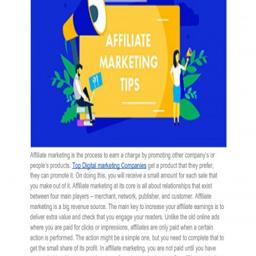 AFFILIATE
MARKETING
TIPS
Affiliate marketing is the process to earn a charge by promoting other company's or
people's products. Top Digital marketing Companies get a product that they prefer,
they can promote it. On doing this, you will receive a small amount for each sale that
you make out of it. Affiliate marketing at its core is all about relationships that exist
between four main players – merchant, network, publisher, and customer. Affiliate
marketing is a big revenue source. The main key to increase your affiliate earnings is to
deliver extra value and check that you engage your readers. Unlike the old online ads
where you are paid for clicks or impressions, affiliates are only paid when a certain
action is performed. The action might be a simple one, but you need to complete that to
get the small share of its profit. In affiliate marketing, you are not paid until you have